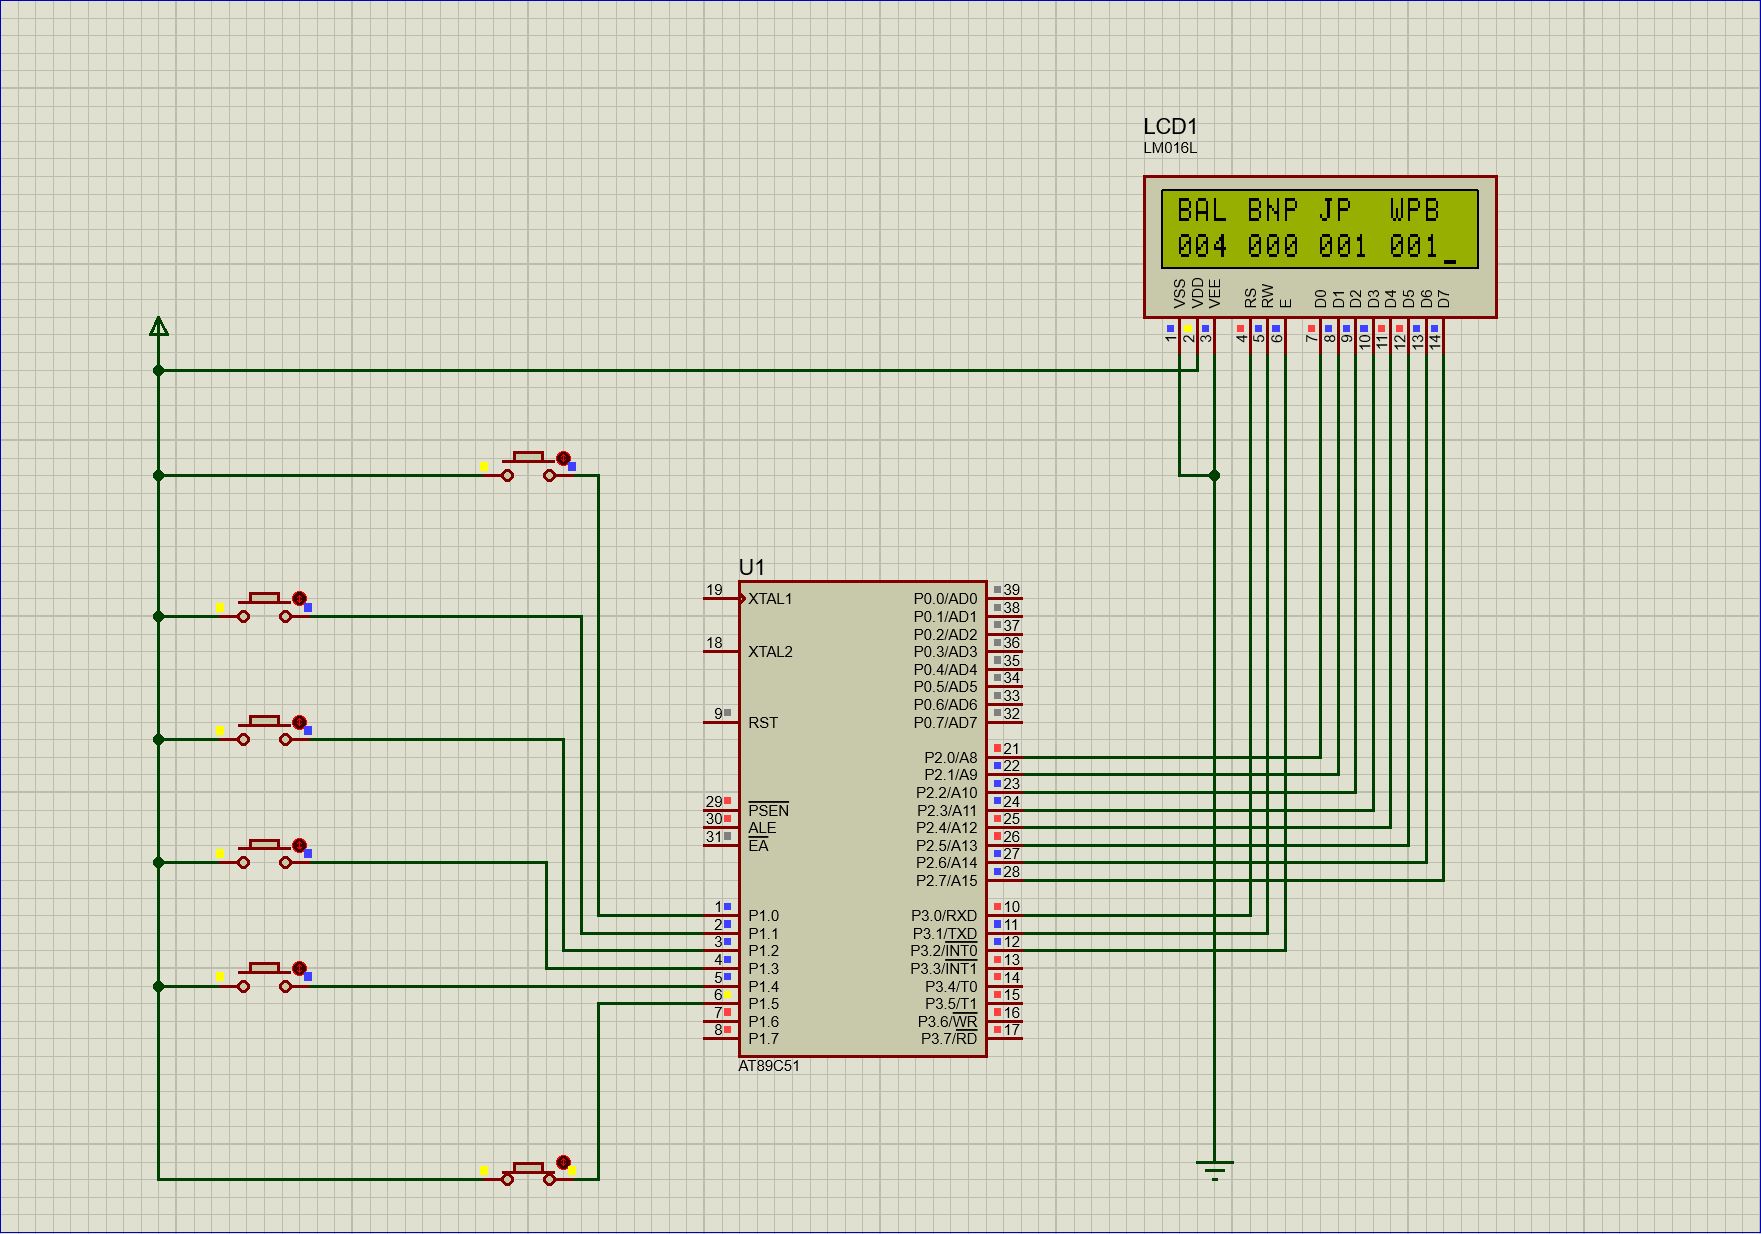 LCD1
LM016L
BAL BNP JP WPB
004 000 001 001_
VSS VDD VEE RS RW E D0 D1 D2 D3 D4 D5 D6 D7
1 2 3 4 5 6 7 8 9 10 11 12 13 14
U1
19 XTAL1 P0.0/AD0 39
P0.1/AD1 38
P0.2/AD2 37
18 XTAL2 P0.3/AD3 36
P0.4/AD4 35
P0.5/AD5 34
P0.6/AD6 33
9 RST P0.7/AD7 32
P2.0/A8 21
P2.1/A9 22
P2.2/A10 23
29 PSEN P2.3/A11 24
30 ALE P2.4/A12 25
31 EA P2.5/A13 26
P2.6/A14 27
P2.7/A15 28
1 P1.0 P3.0/RXD 10
2 P1.1 P3.1/TXD 11
3 P1.2 P3.2/INT0 12
4 P1.3 P3.3/INT1 13
5 P1.4 P3.4/T0 14
6 P1.5 P3.5/T1 15
7 P1.6 P3.6/WR 16
8 P1.7 P3.7/RD 17
AT89C51